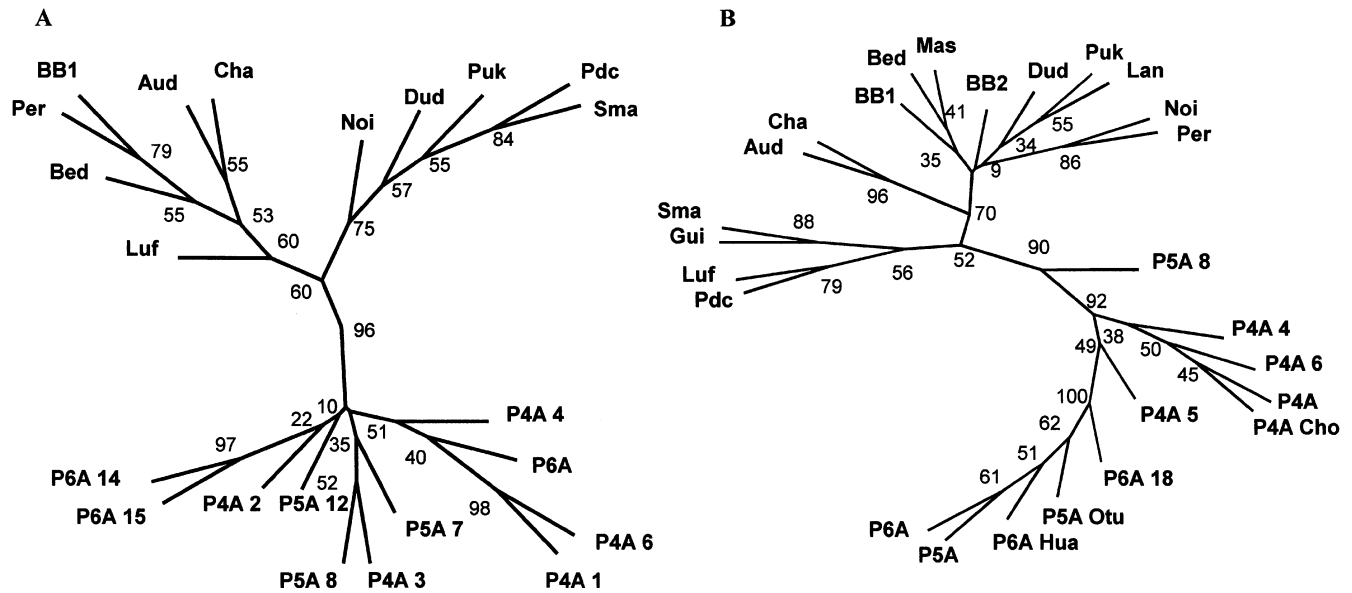 A
BB1
Aud
Cha
Puk
Pdc
Per
Dud
Sma
Noi
84
79
55
55
Bed
57
55
53
75
Luf
60
60
96
10
22
51
P4A 4
97
35
40
P6A
P6A 14
52
P4A 2
P5A 12
98
P6A 15
P5A 7
P4A 6
P5A 8
P4A 3
P4A 1
B
Mas
Bed
Puk
Dud
Lan
BB2
BB1
Noi
41
Cha
55
Per
Aud
34
35
9
86
96
Sma
88
70
Gui
90
52
P5A 8
Luf
56
79
Pdc
92
P4A 4
38
49
50
P4A 6
45
100
P4A
P4A 5
62
P4A Cho
51
61
P6A 18
P6A
P5A Otu
P6A Hua
P5A